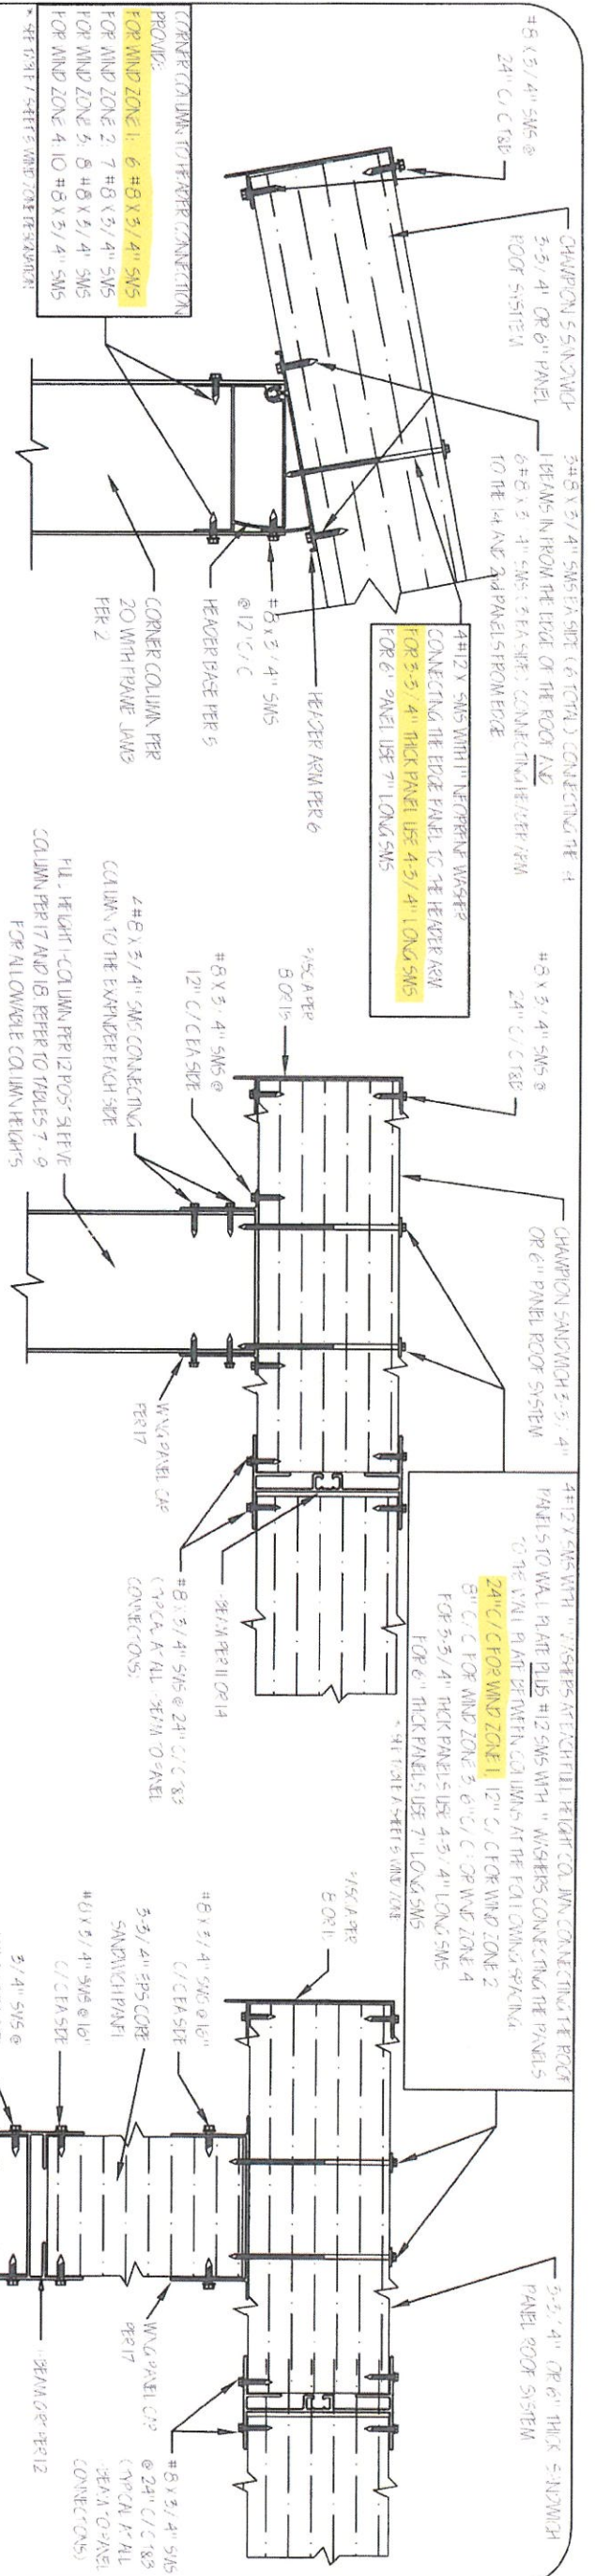 #8 X 3/4" SMS @
24" C/C T&B
CHAMPION'S SANDWICH
3-3/4" OR 6" PANEL
ROOF SYSTEM
3#8 X 3/4" SMS EA SIDE (6 TOTAL) CONNECTING THE
I-BEAMS IN FROM THE EDGE OF THE ROOF AND
6 #8 X 3/4" SMS CONNECTING HEADER ARM
TO THE 1st AND 2nd PANELS FROM EDGE
4#12 X SMS WITH 1" NEOPRENE WASHER
CONNECTING THE EDGE PANEL TO THE HEADER ARM
FOR 3-3/4" THICK PANEL USE 4-3/4" LONG SMS
FOR 6" PANEL USE 7" LONG SMS
HEADER ARM PER 6
#8 X 3/4" SMS
@ 12" C/C
HEADER BASE PER 5
CORNER COLUMN PER
20 WITH FRAME JAMB
PER 2
CORNER COLUMN TO HEADER CONNECTION
PROVIDE:
FOR WIND ZONE 1: 6 #8 X 3/4" SMS
FOR WIND ZONE 2: 7 #8 X 3/4" SMS
FOR WIND ZONE 3: 8 #8 X 3/4" SMS
FOR WIND ZONE 4: 10 #8 X 3/4" SMS
#8 X 3/4" SMS @
24" C/C T&B
CHAMPION SANDWICH 3-3/4"
OR 6" PANEL ROOF SYSTEM
4#12 X SMS WITH 1" WASHERS AT EACH FULL HEIGHT COLUMN CONNECTING THE ROOF
PANELS TO WALL PLATE PLUS #12 SMS WITH 1" WASHERS CONNECTING THE PANELS
TO THE WALL PLATE BETWEEN COLUMNS AT THE FOLLOWING SPACING
24" C/C FOR WIND ZONE 1, 12" C/C FOR WIND ZONE 2
8" C/C FOR WIND ZONE 3, 6" C/C FOR WIND ZONE 4
FOR 3-3/4" THICK PANELS USE 4-3/4" LONG SMS
FOR 6" THICK PANELS USE 7" LONG SMS
FASCIA PER
8 OR 15
#8 X 3/4" SMS @
12" C/C EA SIDE
4#8 X 3/4" SMS CONNECTING
COLUMN TO THE EXPANDER EACH SIDE
FULL HEIGHT I-COLUMN PER 12 POST SLEEVE
COLUMN PER 17 AND 18. REFER TO TABLES 7 - 9
FOR ALLOWABLE COLUMN HEIGHTS
WING PANEL CAP
PER 17
#8 X 3/4" SMS @ 24" C/C T&B
(TYPICAL AT ALL I-BEAM TO PANEL
CONNECTIONS)
BEAM PER 11 OR 14
3-3/4" OR 6" THICK SANDWICH
PANEL ROOF SYSTEM
FASCIA PER
#8 X 3/4" SMS @ 16"
C/C EA SIDE
3-3/4" EPS CORE
SANDWICH PANEL
#8 X 3/4" SMS @ 16"
C/C EA SIDE
3/4" SMS @
WING PANEL CAP
PER 17
#8 X 3/4" SMS
@ 24" C/C T&B
(TYPICAL AT ALL
I-BEAM TO PANEL
CONNECTIONS)
PER 12